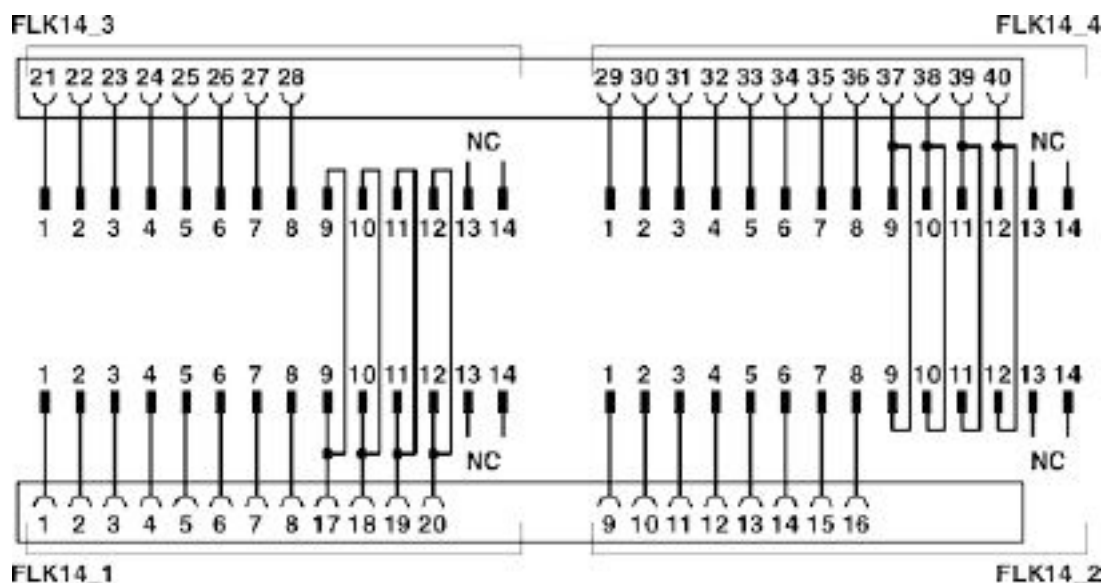 FLK14_3 FLK14_4
21 22 23 24 25 26 27 28 29 30 31 32 33 34 35 36 37 38 39 40
NC NC
1 2 3 4 5 6 7 8 9 10 11 12 13 14 1 2 3 4 5 6 7 8 9 10 11 12 13 14
1 2 3 4 5 6 7 8 9 10 11 12 13 14 1 2 3 4 5 6 7 8 9 10 11 12 13 14
NC NC
1 2 3 4 5 6 7 8 17 18 19 20 9 10 11 12 13 14 15 16
FLK14_1 FLK14_2